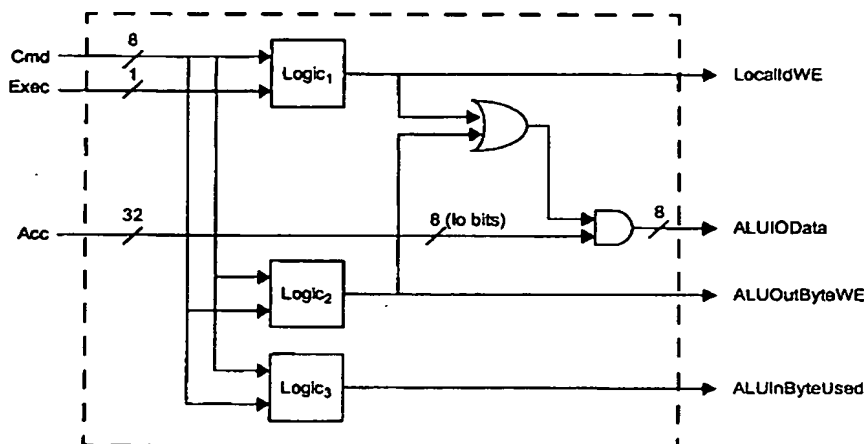 Cmd
8
Exec
1
Logic1
LocalIdWE
Acc
32
8 (lo bits)
8
ALUIOData
Logic2
ALUOutByteWE
Logic3
ALUInByteUsed